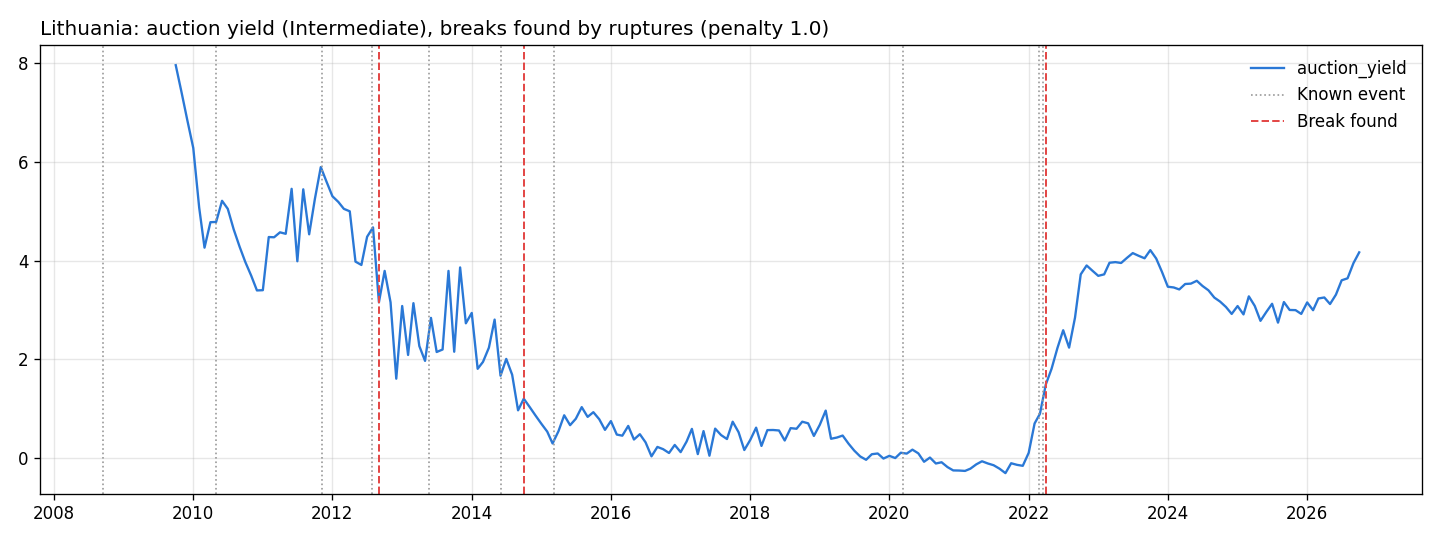 Lithuania: auction yield (Intermediate), breaks found by ruptures (penalty 1.0)
auction_yield
Known event
Break found
8
6
4
2
0
2008 2010 2012 2014 2016 2018 2020 2022 2024 2026